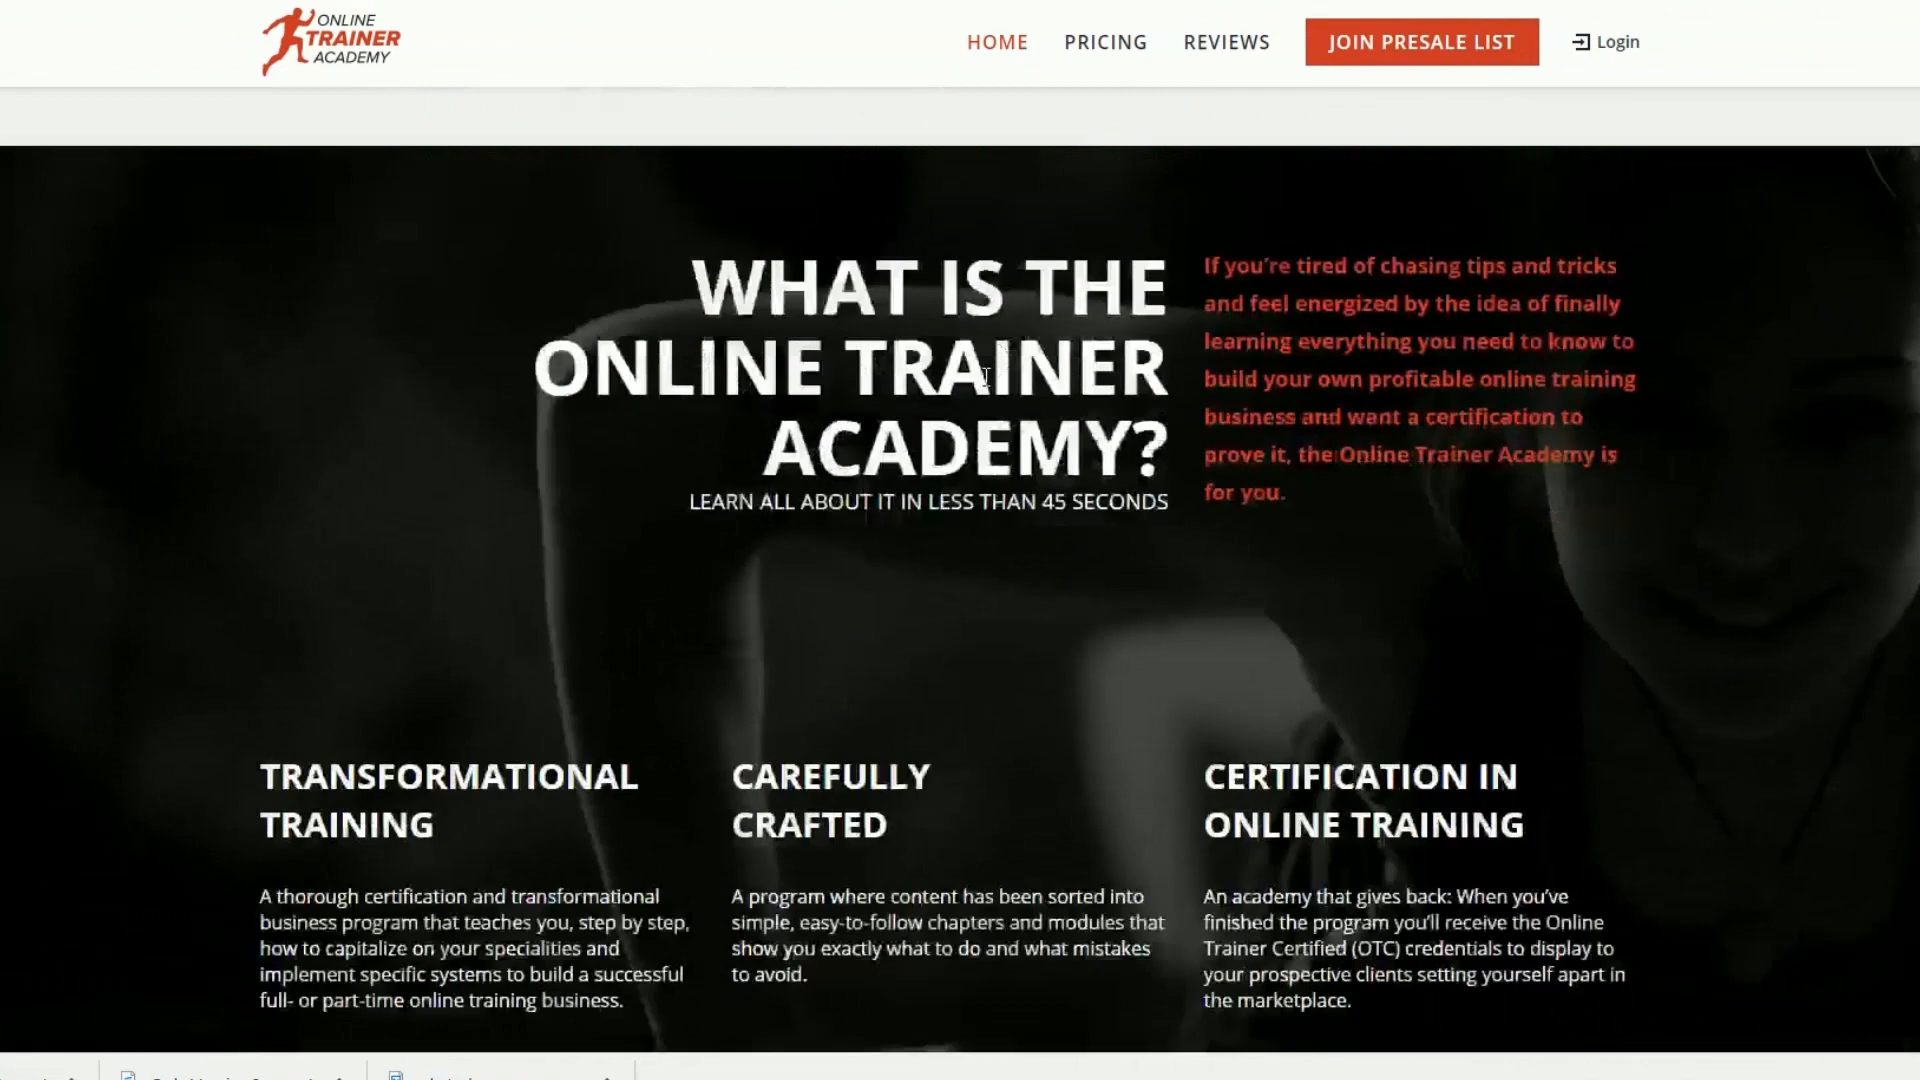 ONLINE
TRAINER
ACADEMY
HOME PRICING REVIEWS JOIN PRESALE LIST Login
WHAT IS THE
ONLINE TRAINER
ACADEMY?
LEARN ALL ABOUT IT IN LESS THAN 45 SECONDS
If you're tired of chasing tips and tricks
and feel energized by the idea of finally
learning everything you need to know to
build your own profitable online training
business and want a certification to
prove it, the Online Trainer Academy is
for you.
TRANSFORMATIONAL
TRAINING
A thorough certification and transformational
business program that teaches you, step by step,
how to capitalize on your specialities and
implement specific systems to build a successful
full- or part-time online training business.
CAREFULLY
CRAFTED
A program where content has been sorted into
simple, easy-to-follow chapters and modules that
show you exactly what to do and what mistakes
to avoid.
CERTIFICATION IN
ONLINE TRAINING
An academy that gives back: When you've
finished the program you'll receive the Online
Trainer Certified (OTC) credentials to display to
your prospective clients setting yourself apart in
the marketplace.